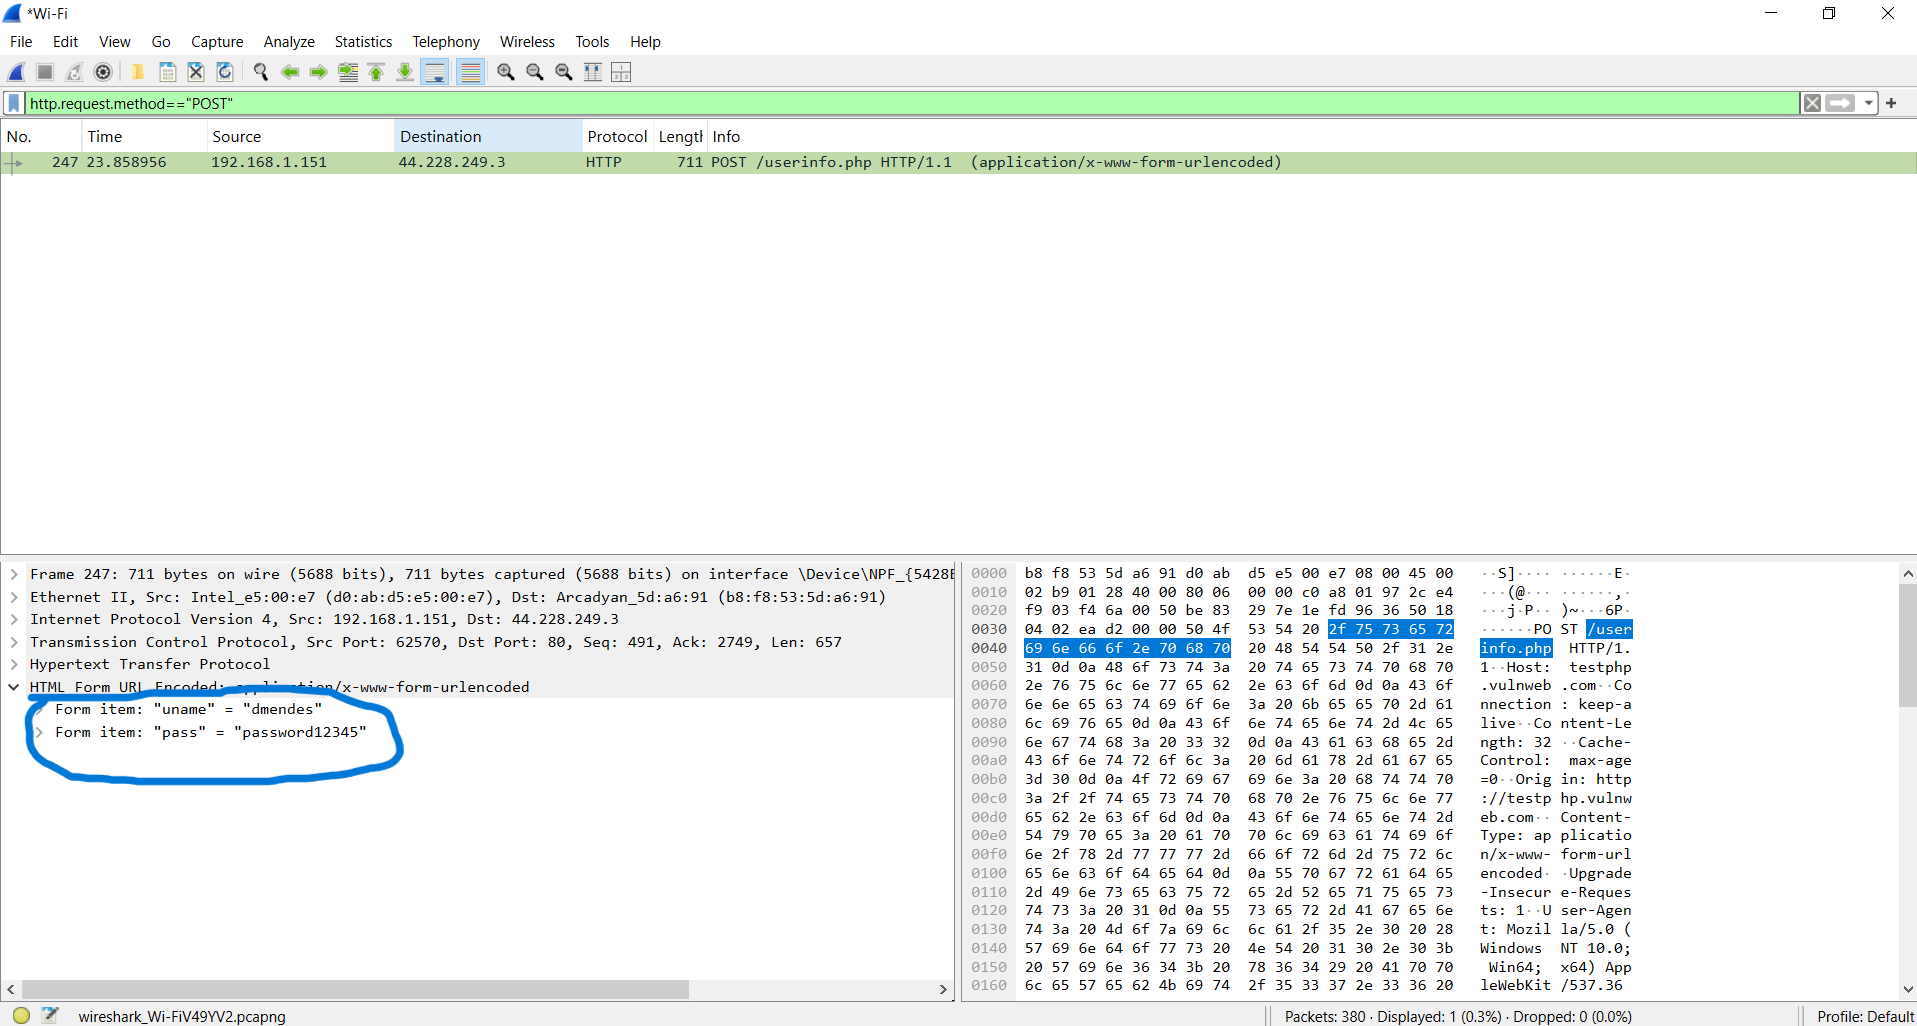 *Wi-Fi
File Edit View Go Capture Analyze Statistics Telephony Wireless Tools Help
http.request.method=="POST"
No. Time Source Destination Protocol Length Info
247 23.858956 192.168.1.151 44.228.249.3 HTTP 711 POST /userinfo.php HTTP/1.1 (application/x-www-form-urlencoded)
Frame 247: 711 bytes on wire (5688 bits), 711 bytes captured (5688 bits) on interface \Device\NPF_{5428E
Ethernet II, Src: Intel_e5:00:e7 (d0:ab:d5:e5:00:e7), Dst: Arcadyan_5d:a6:91 (b8:f8:53:5d:a6:91)
Internet Protocol Version 4, Src: 192.168.1.151, Dst: 44.228.249.3
Transmission Control Protocol, Src Port: 62570, Dst Port: 80, Seq: 491, Ack: 2749, Len: 657
Hypertext Transfer Protocol
HTML Form URL Encoded: application/x-www-form-urlencoded
Form item: "uname" = "dmendes"
Form item: "pass" = "password12345"
0000 b8 f8 53 5d a6 91 d0 ab d5 e5 00 e7 08 00 45 00 ··S]···· ······E·
0010 02 b9 01 28 40 00 80 06 00 00 c0 a8 01 97 2c e4 ···(@··· ······,·
0020 f9 03 f4 6a 00 50 be 83 29 7e 1e fd 96 36 50 18 ···j·P·· )~···6P·
0030 04 02 ea d2 00 00 50 4f 53 54 20 2f 75 73 65 72 ······PO ST /user
0040 69 6e 66 6f 2e 70 68 70 20 48 54 54 50 2f 31 2e info.php HTTP/1.
0050 31 0d 0a 48 6f 73 74 3a 20 74 65 73 74 70 68 70 1··Host: testphp
0060 2e 76 75 6c 6e 77 65 62 2e 63 6f 6d 0d 0a 43 6f .vulnweb .com··Co
0070 6e 6e 65 63 74 69 6f 6e 3a 20 6b 65 65 70 2d 61 nnection : keep-a
0080 6c 69 76 65 0d 0a 43 6f 6e 74 65 6e 74 2d 4c 65 live··Co ntent-Le
0090 6e 67 74 68 3a 20 33 32 0d 0a 43 61 63 68 65 2d ngth: 32 ··Cache-
00a0 43 6f 6e 74 72 6f 6c 3a 20 6d 61 78 2d 61 67 65 Control: max-age
00b0 3d 30 0d 0a 4f 72 69 67 69 6e 3a 20 68 74 74 70 =0··Orig in: http
00c0 3a 2f 2f 74 65 73 74 70 68 70 2e 76 75 6c 6e 77 ://testp hp.vulnw
00d0 65 62 2e 63 6f 6d 0d 0a 43 6f 6e 74 65 6e 74 2d eb.com·· Content-
00e0 54 79 70 65 3a 20 61 70 70 6c 69 63 61 74 69 6f Type: ap plicatio
00f0 6e 2f 78 2d 77 77 77 2d 66 6f 72 6d 2d 75 72 6c n/x-www- form-url
0100 65 6e 63 6f 64 65 64 0d 0a 55 70 67 72 61 64 65 encoded· ·Upgrade
0110 2d 49 6e 73 65 63 75 72 65 2d 52 65 71 75 65 73 -Insecur e-Reques
0120 74 73 3a 20 31 0d 0a 55 73 65 72 2d 41 67 65 6e ts: 1··U ser-Agen
0130 74 3a 20 4d 6f 7a 69 6c 6c 61 2f 35 2e 30 20 28 t: Mozil la/5.0 (
0140 57 69 6e 64 6f 77 73 20 4e 54 20 31 30 2e 30 3b Windows NT 10.0;
0150 20 57 69 6e 36 34 3b 20 78 36 34 29 20 41 70 70 Win64; x64) App
0160 6c 65 57 65 62 4b 69 74 2f 35 33 37 2e 33 36 20 leWebKit /537.36
wireshark_Wi-FiV49YV2.pcapng Packets: 380 · Displayed: 1 (0.3%) · Dropped: 0 (0.0%) Profile: Default